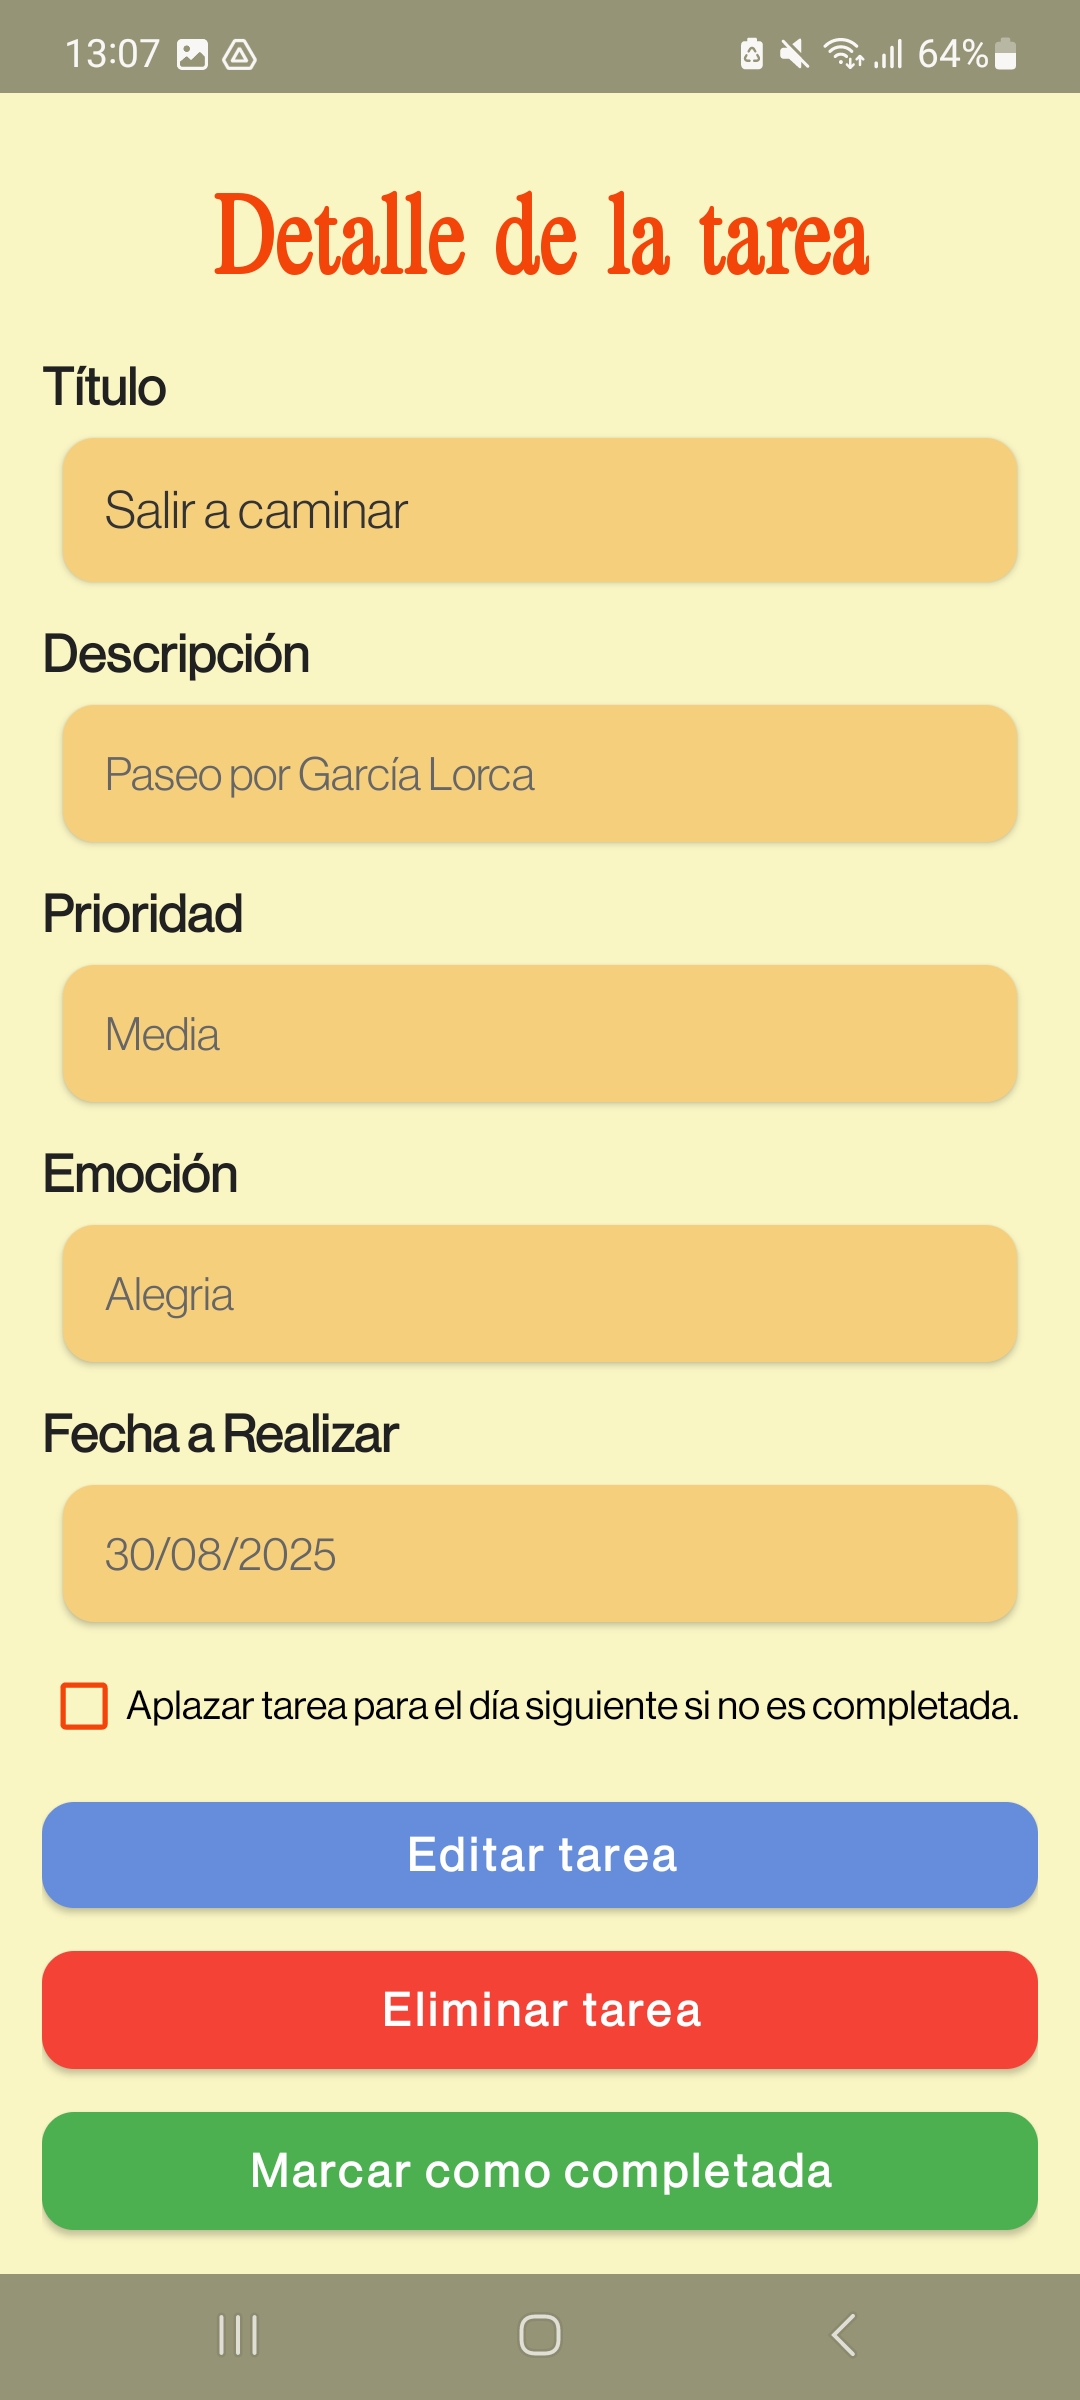 13:07
64%
Detalle de la tarea
Título
Salir a caminar
Descripción
Paseo por García Lorca
Prioridad
Media
Emoción
Alegria
Fecha a Realizar
30/08/2025
Aplazar tarea para el día siguiente si no es completada.
Editar tarea
Eliminar tarea
Marcar como completada